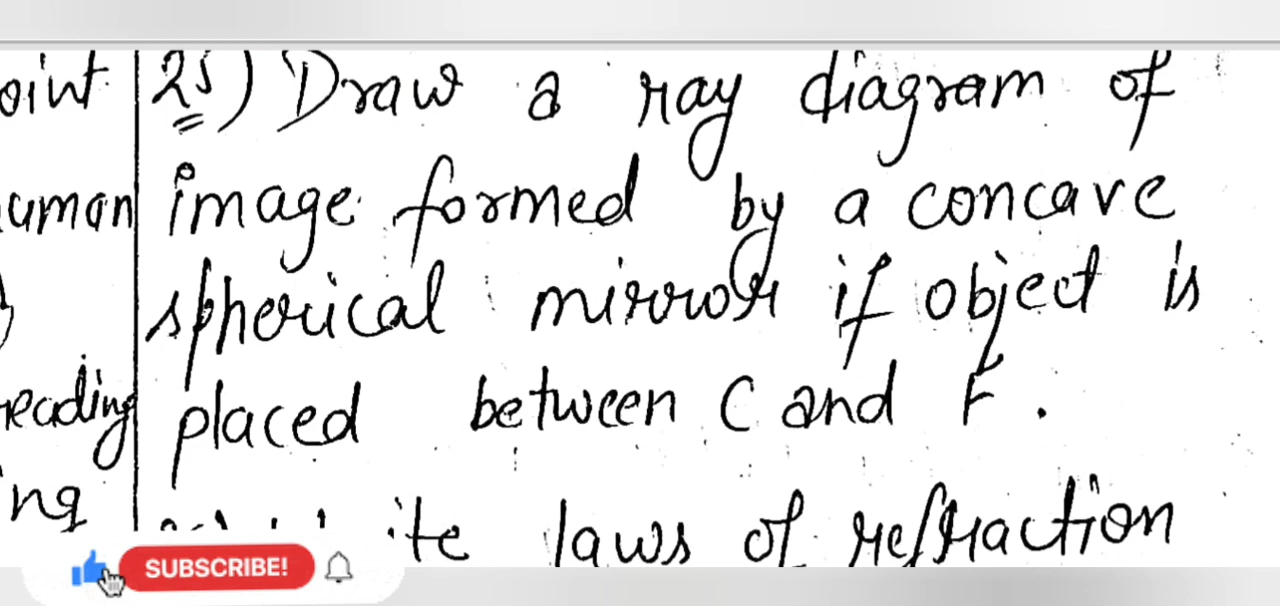 oint 25) Draw a ray diagram of
uman image formed by a concave
spherical mirror if object is
reading placed between C and F.
ng ite laws of refraction
SUBSCRIBE!